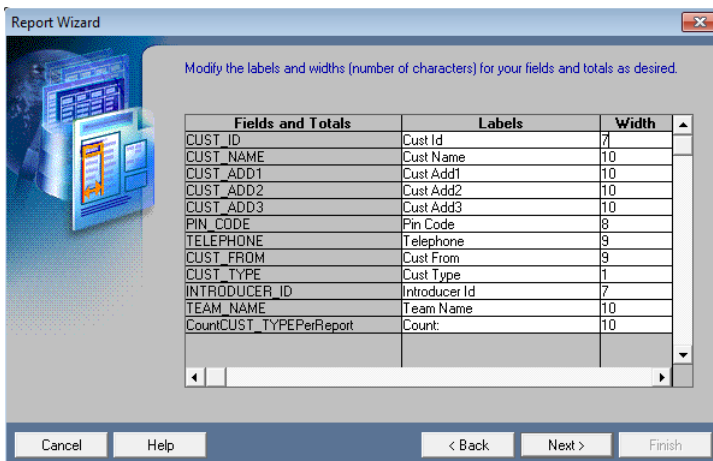 Report Wizard
Modify the labels and widths (number of characters) for your fields and totals as desired.
Fields and Totals Labels Width
CUST_ID Cust Id 7
CUST_NAME Cust Name 10
CUST_ADD1 Cust Add1 10
CUST_ADD2 Cust Add2 10
CUST_ADD3 Cust Add3 10
PIN_CODE Pin Code 8
TELEPHONE Telephone 9
CUST_FROM Cust From 9
CUST_TYPE Cust Type 1
INTRODUCER_ID Introducer Id 7
TEAM_NAME Team Name 10
CountCUST_TYPEPerReport Count: 10
Cancel Help < Back Next > Finish